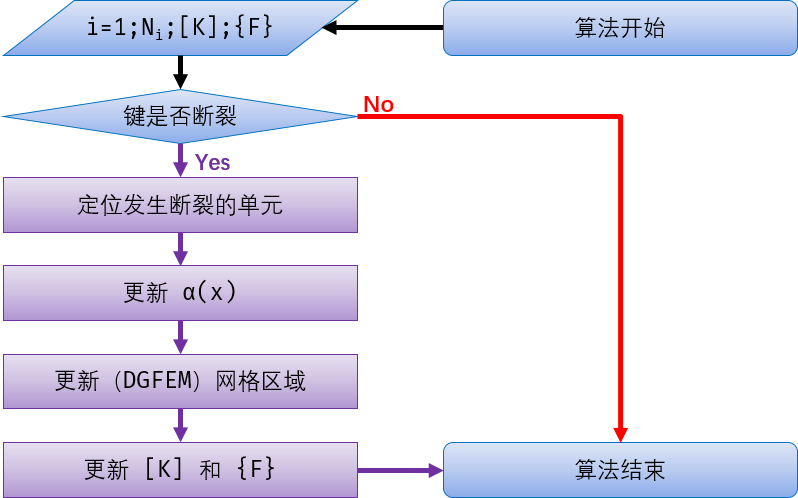 i=1;Nᵢ;[K];{F}
算法开始
键是否断裂
No
Yes
定位发生断裂的单元
更新 α(x)
更新（DGFEM）网格区域
更新 [K] 和 {F}
算法结束